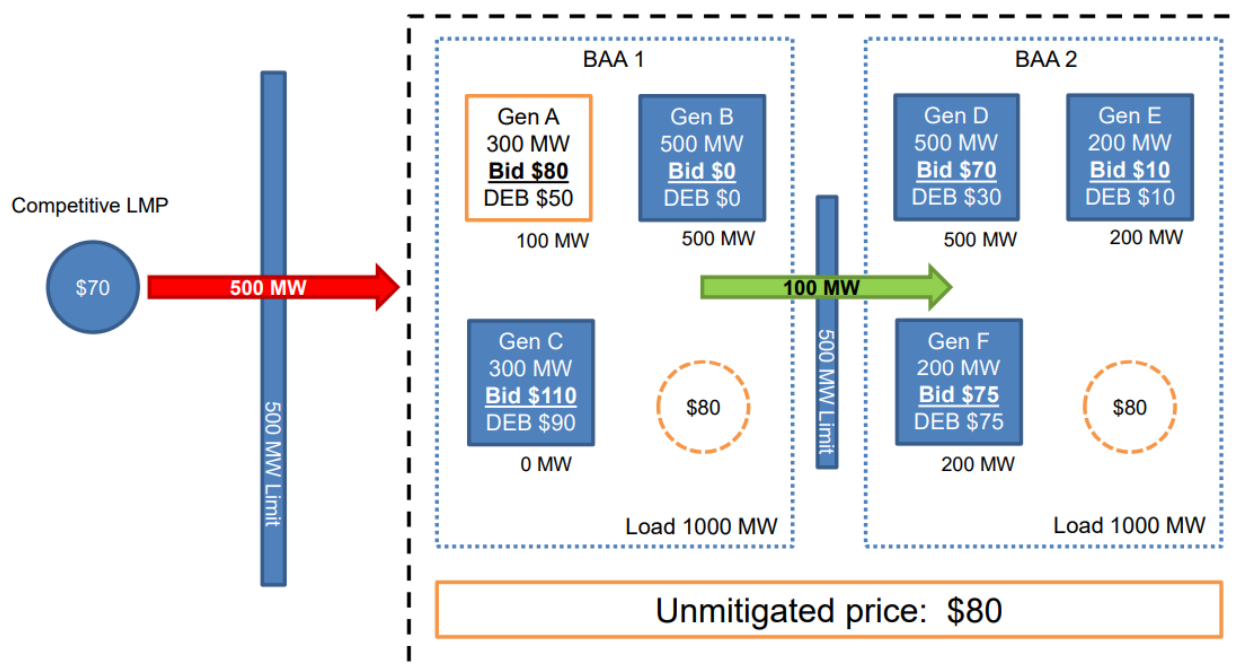 Competitive LMP
$70
500 MW
500 MW Limit
BAA 1
Gen A
300 MW
Bid $80
DEB $50
100 MW
Gen B
500 MW
Bid $0
DEB $0
500 MW
Gen C
300 MW
Bid $110
DEB $90
0 MW
$80
Load 1000 MW
100 MW
500 MW Limit
BAA 2
Gen D
500 MW
Bid $70
DEB $30
500 MW
Gen E
200 MW
Bid $10
DEB $10
200 MW
Gen F
200 MW
Bid $75
DEB $75
200 MW
$80
Load 1000 MW
Unmitigated price: $80